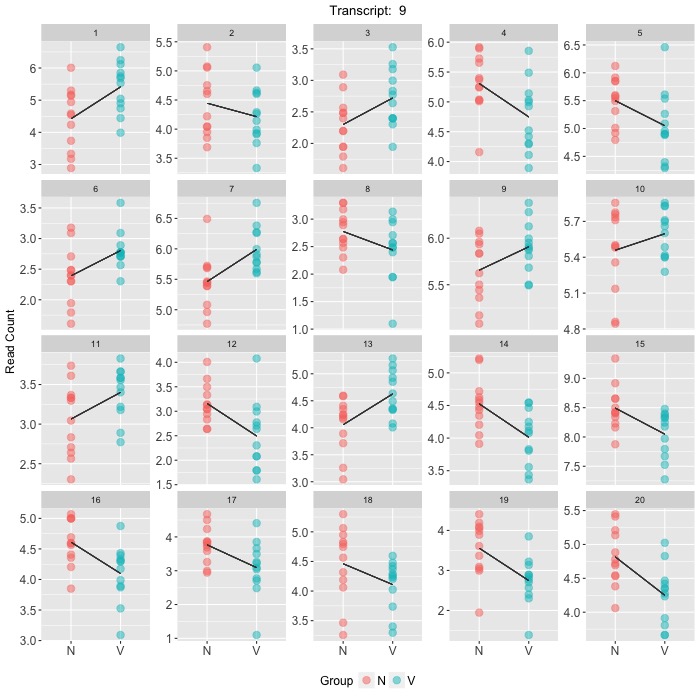 Transcript:  9
1 2 3 4 5
6 5 4 3
5.5 5.0 4.5 4.0 3.5
3.5 3.0 2.5 2.0
6.0 5.5 5.0 4.5 4.0
6.5 6.0 5.5 5.0 4.5
6 7 8 9 10
3.5 3.0 2.5 2.0
6.5 6.0 5.5 5.0
3.0 2.5 2.0 1.5 1.0
6.0 5.5
5.7 5.4 5.1 4.8
Read Count
11 12 13 14 15
3.5 3.0 2.5
4.0 3.5 3.0 2.5 2.0 1.5
5.0 4.5 4.0 3.5 3.0
5.0 4.5 4.0 3.5
9.0 8.5 8.0 7.5
16 17 18 19 20
5.0 4.5 4.0 3.5 3.0
4 3 2 1
5.0 4.5 4.0 3.5
4 3 2
5.5 5.0 4.5 4.0
N V N V N V N V N V
Group N V